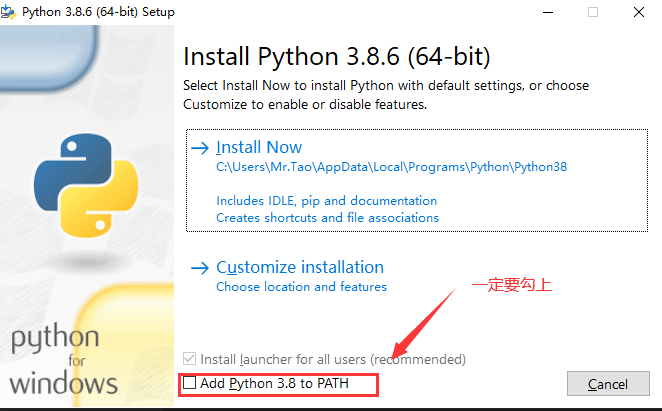 Python 3.8.6 (64-bit) Setup
Install Python 3.8.6 (64-bit)
Select Install Now to install Python with default settings, or choose
Customize to enable or disable features.
Install Now
C:\Users\Mr.Tao\AppData\Local\Programs\Python\Python38
Includes IDLE, pip and documentation
Creates shortcuts and file associations
Customize installation
Choose location and features
一定要勾上
Install launcher for all users (recommended)
Add Python 3.8 to PATH
Cancel
python
for
windows